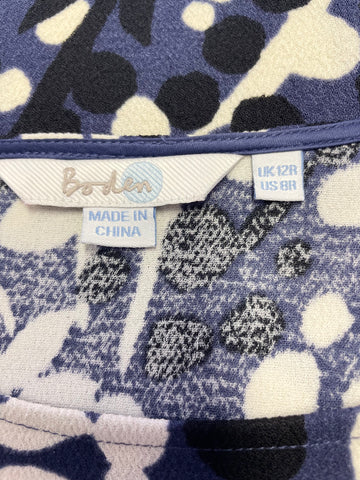 Boden
MADE IN
CHINA
UK 12R
US 8R